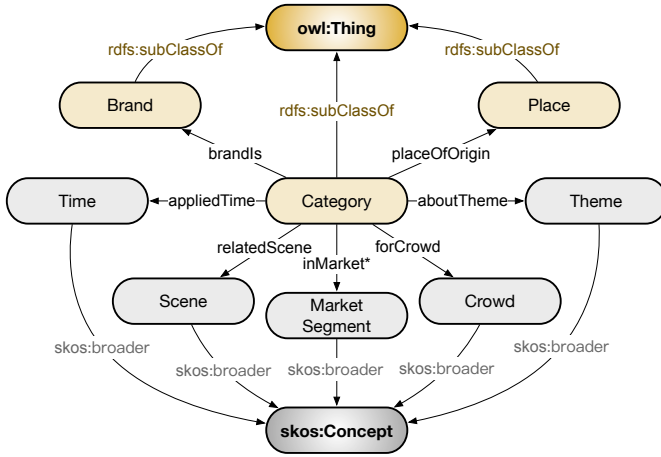 owl:Thing
rdfs:subClassOf
rdfs:subClassOf
Brand
rdfs:subClassOf
Place
brandIs
placeOfOrigin
Time
appliedTime
Category
aboutTheme
Theme
relatedScene
inMarket*
forCrowd
Scene
Market
Segment
Crowd
skos:broader
skos:broader
skos:broader
skos:broader
skos:broader
skos:Concept